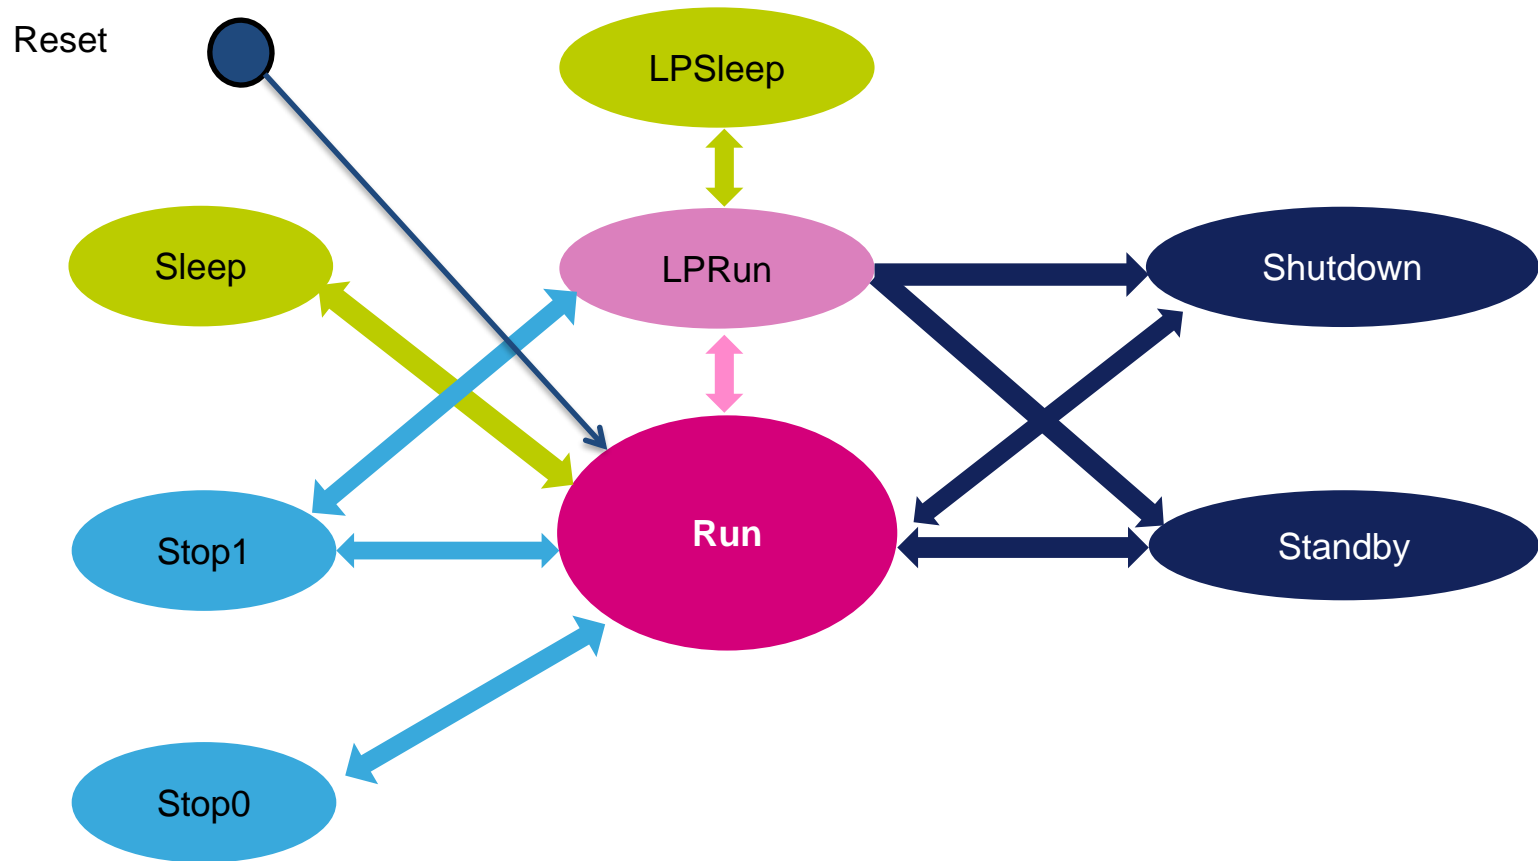 Reset
LPSleep
Sleep
LPRun
Shutdown
Stop1
Run
Standby
Stop0